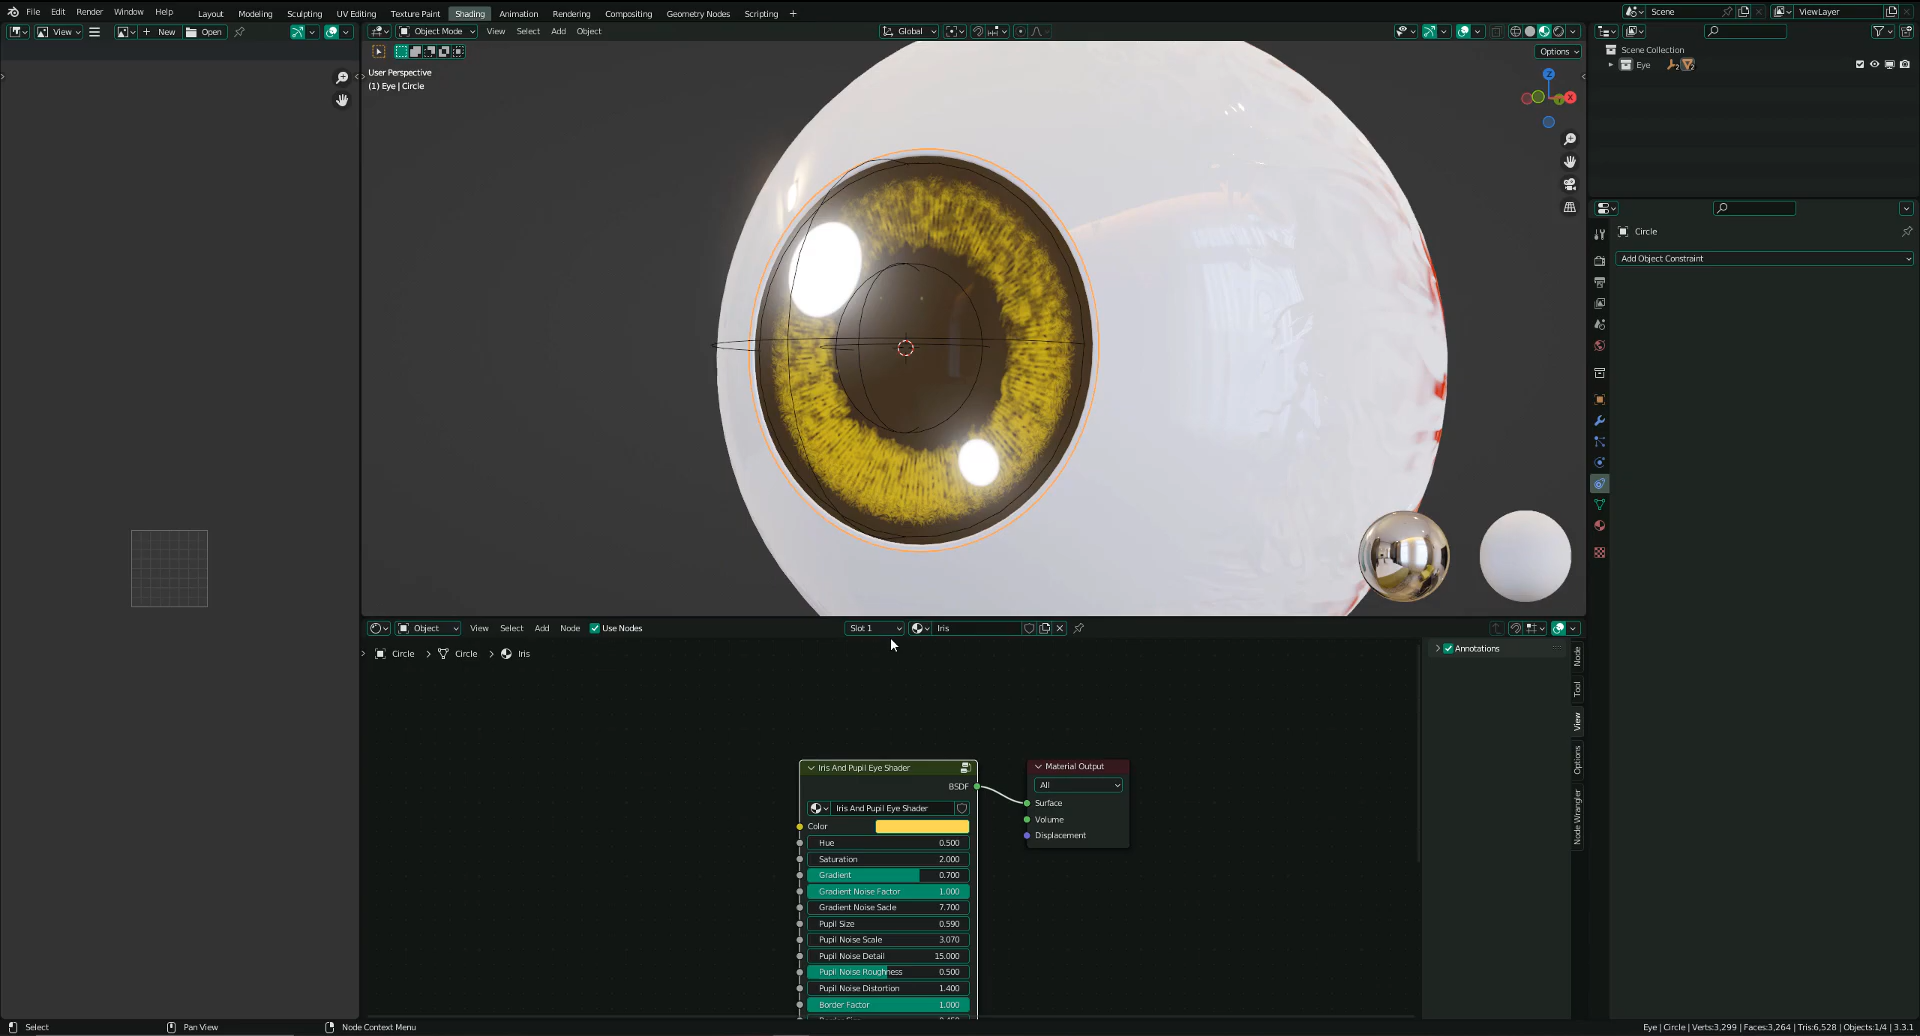 File Edit Render Window Help Layout Modeling Sculpting UV Editing Texture Paint Shading Animation Rendering Compositing Geometry Nodes Scripting + Scene ViewLayer
View New Open Object Mode View Select Add Object Global
Options
User Perspective
(1) Eye | Circle
Z
X
Y
Scene Collection
Eye 2 2
Circle
Add Object Constraint
Object View Select Add Node Use Nodes Slot 1 Iris
Circle > Circle > Iris
Annotations
Node
Tool
View
Options
Node Wrangler
Iris And Pupil Eye Shader
BSDF
Iris And Pupil Eye Shader
Color
Hue 0.500
Saturation 2.000
Gradient 0.700
Gradient Noise Factor 1.000
Gradient Noise Sacle 7.700
Pupil Size 0.590
Pupil Noise Scale 3.070
Pupil Noise Detail 15.000
Pupil Noise Roughness 0.500
Pupil Noise Distortion 1.400
Border Factor 1.000
Material Output
All
Surface
Volume
Displacement
Select Pan View Node Context Menu Eye | Circle | Verts:3,299 | Faces:3,264 | Tris:6,528 | Objects:1/4 | 3.3.1